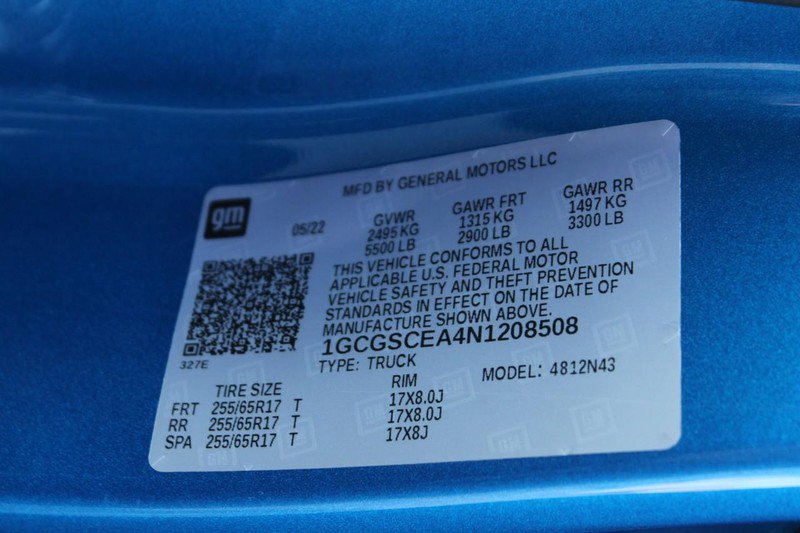 MFD BY GENERAL MOTORS LLC
gm
05/22
GVWR GAWR FRT GAWR RR
2495 KG 1315 KG 1497 KG
5500 LB 2900 LB 3300 LB
THIS VEHICLE CONFORMS TO ALL
APPLICABLE U.S. FEDERAL MOTOR
VEHICLE SAFETY AND THEFT PREVENTION
STANDARDS IN EFFECT ON THE DATE OF
MANUFACTURE SHOWN ABOVE.
1GCGSCEA4N1208508
327E
TYPE: TRUCK MODEL: 4812N43
TIRE SIZE RIM
FRT 255/65R17 T 17X8.0J
RR 255/65R17 T 17X8.0J
SPA 255/65R17 T 17X8J